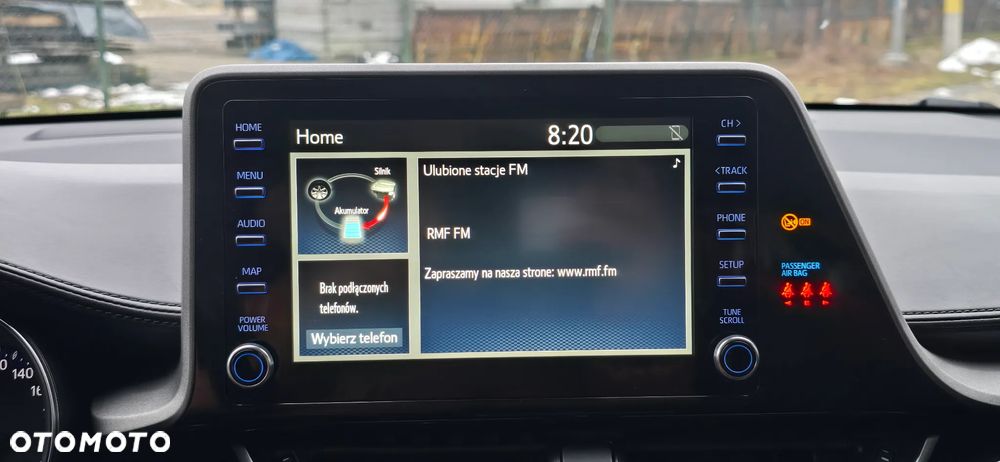 HOME
MENU
AUDIO
MAP
POWER
VOLUME
Home
8:20
Silnik
Akumulator
Brak podłączonych
telefonów.
Wybierz telefon
Ulubione stacje FM
RMF FM
Zapraszamy na nasza strone: www.rmf.fm
CH >
< TRACK
PHONE
SETUP
TUNE
SCROLL
ON
PASSENGER
AIR BAG
140
OTOMOTO